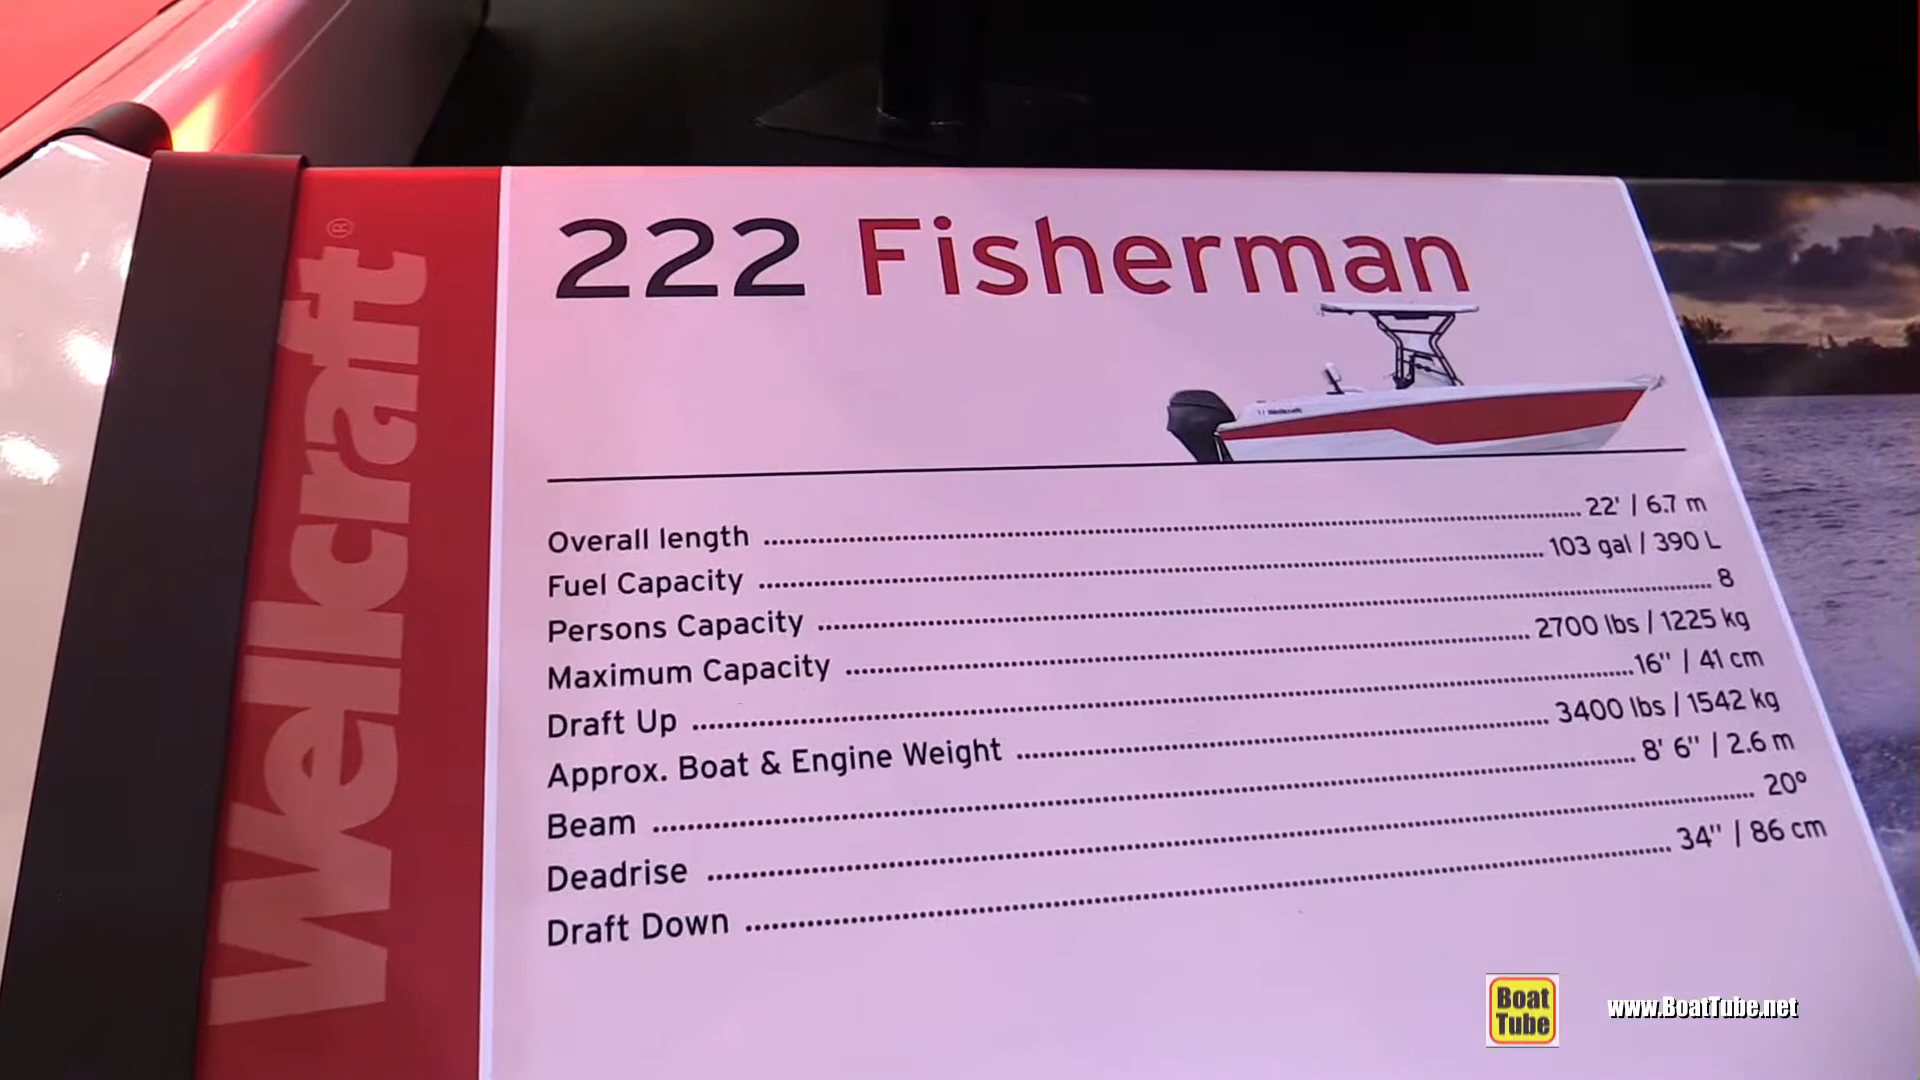 Wellcraft®
222 Fisherman
Wellcraft
Overall length ........ 22' / 6.7 m
Fuel Capacity ........ 103 gal / 390 L
Persons Capacity ........ 8
Maximum Capacity ........ 2700 lbs / 1225 kg
Draft Up ........ 16" / 41 cm
Approx. Boat & Engine Weight ........ 3400 lbs / 1542 kg
Beam ........ 8' 6" / 2.6 m
Deadrise ........ 20º
Draft Down ........ 34" / 86 cm
Boat
Tube
www.BoatTube.net